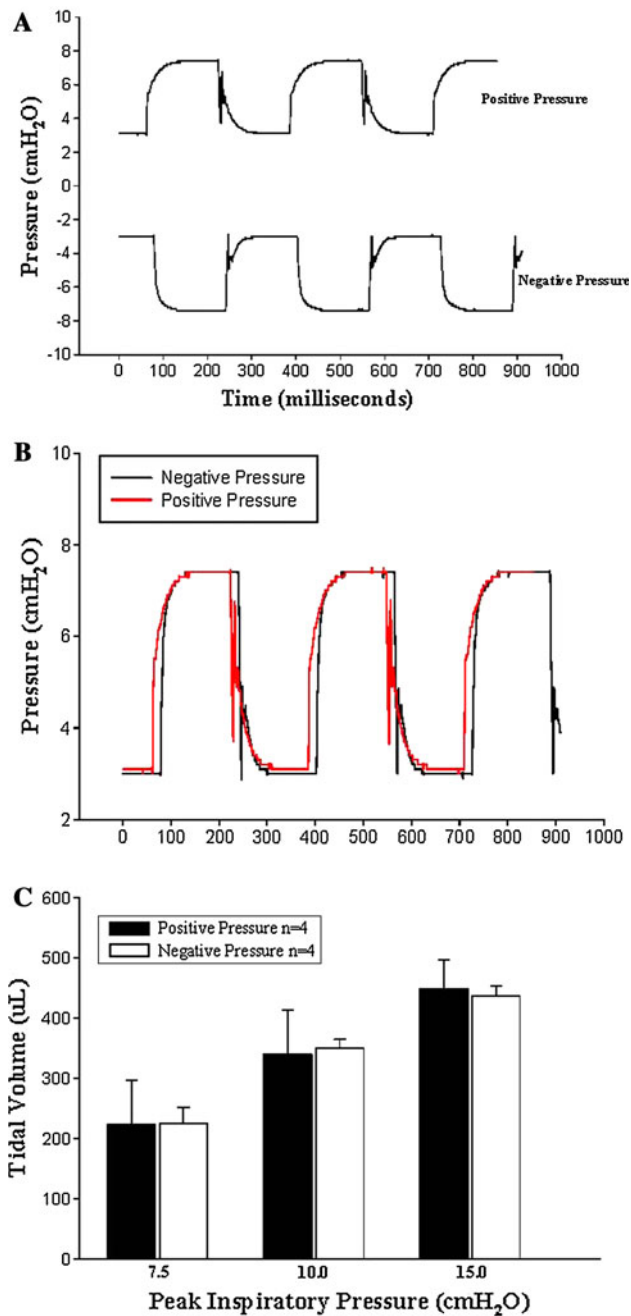 A
10
8
6
4
2
0
-2
-4
-6
-8
-10
Pressure (cmH2O)
Positive Pressure
Negative Pressure
0 100 200 300 400 500 600 700 800 900 1000
Time (milliseconds)
B
10
8
6
4
2
Pressure (cmH2O)
Negative Pressure
Positive Pressure
0 100 200 300 400 500 600 700 800 900 1000
C
600
500
400
300
200
100
0
Tidal Volume (uL)
Positive Pressure n=4
Negative Pressure n=4
7.5 10.0 15.0
Peak Inspiratory Pressure (cmH2O)